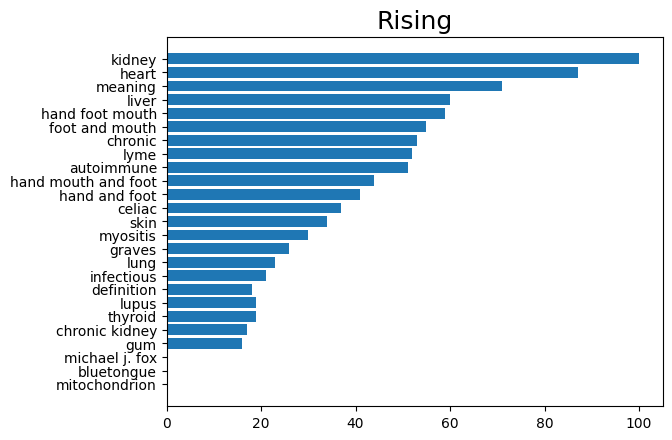 Rising
kidney
heart
meaning
liver
hand foot mouth
foot and mouth
chronic
lyme
autoimmune
hand mouth and foot
hand and foot
celiac
skin
myositis
graves
lung
infectious
definition
lupus
thyroid
chronic kidney
gum
michael j. fox
bluetongue
mitochondrion
0 20 40 60 80 100